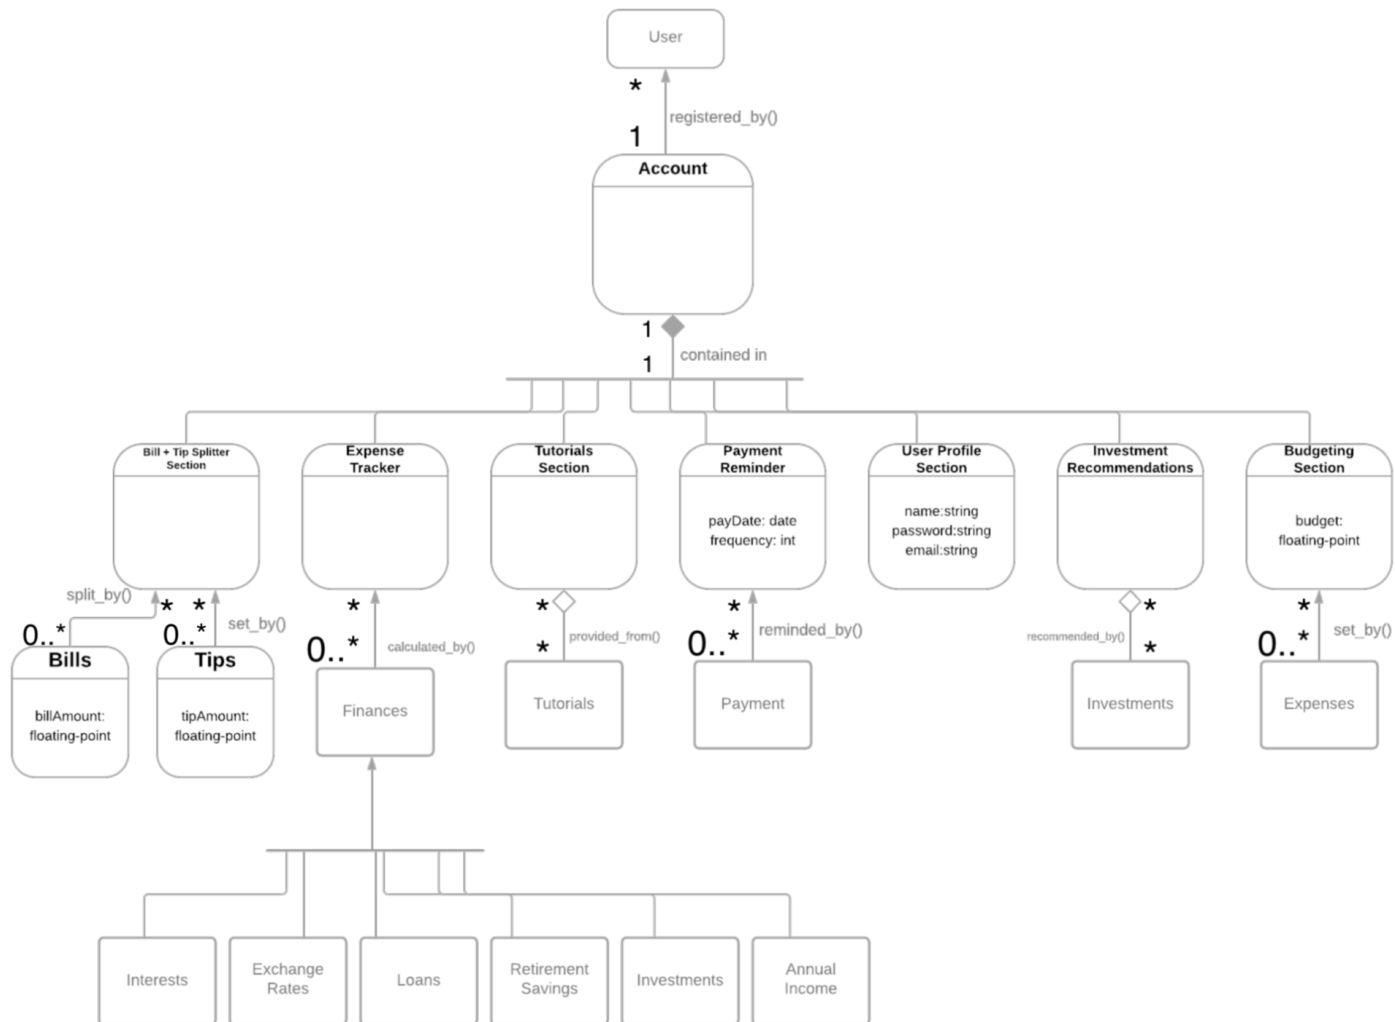 User
*
registered_by()
1
Account
1
contained in
1
Bill + Tip Splitter
Section
Expense
Tracker
Tutorials
Section
Payment
Reminder
payDate: date
frequency: int
User Profile
Section
name:string
password:string
email:string
Investment
Recommendations
Budgeting
Section
budget:
floating-point
split_by()
*
*
0..*
0..*
set_by()
*
0..*
calculated_by()
*
provided_from()
*
*
0..*
reminded_by()
*
recommended_by()
*
*
0..*
set_by()
Bills
billAmount:
floating-point
Tips
tipAmount:
floating-point
Finances
Tutorials
Payment
Investments
Expenses
Interests
Exchange
Rates
Loans
Retirement
Savings
Investments
Annual
Income